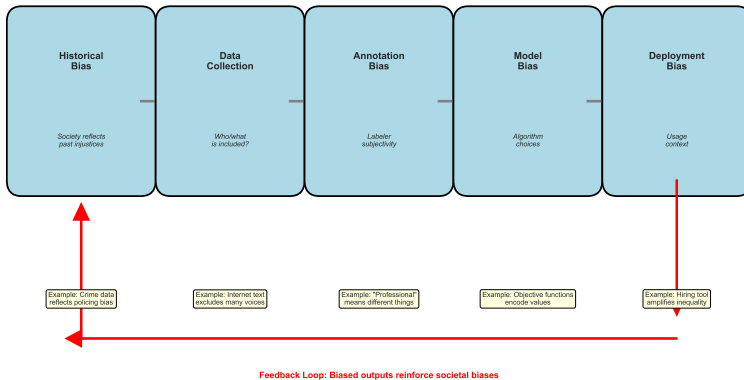 Historical
Bias
Data
Collection
Annotation
Bias
Model
Bias
Deployment
Bias
Society reflects
past injustices
Who/what
is included?
Labeler
subjectivity
Algorithm
choices
Usage
context
Example: Crime data
reflects policing bias
Example: Internet text
excludes many voices
Example: "Professional"
means different things
Example: Objective functions
encode values
Example: Hiring tool
amplifies inequality
Feedback Loop: Biased outputs reinforce societal biases